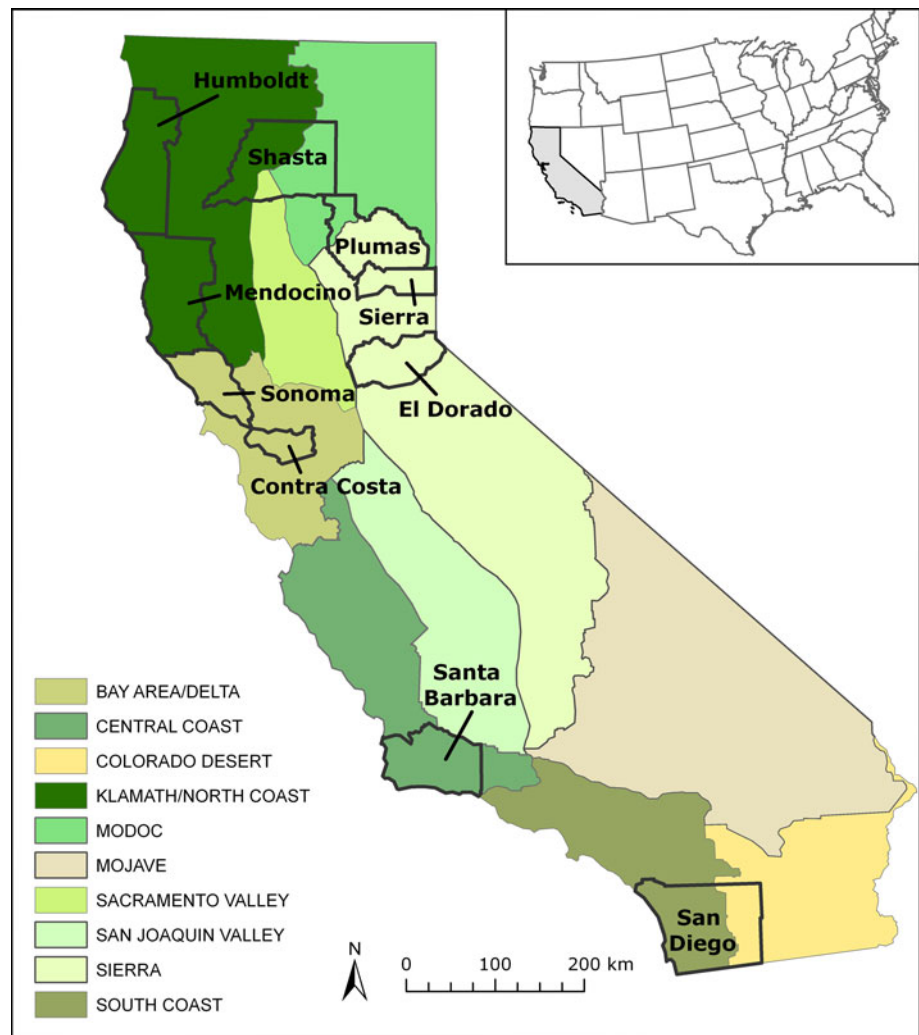 Humboldt
Shasta
Plumas
Mendocino
Sierra
Sonoma
El Dorado
Contra Costa
Santa
Barbara
San
Diego
BAY AREA/DELTA
CENTRAL COAST
COLORADO DESERT
KLAMATH/NORTH COAST
MODOC
MOJAVE
SACRAMENTO VALLEY
SAN JOAQUIN VALLEY
SIERRA
SOUTH COAST
N
0 100 200 km